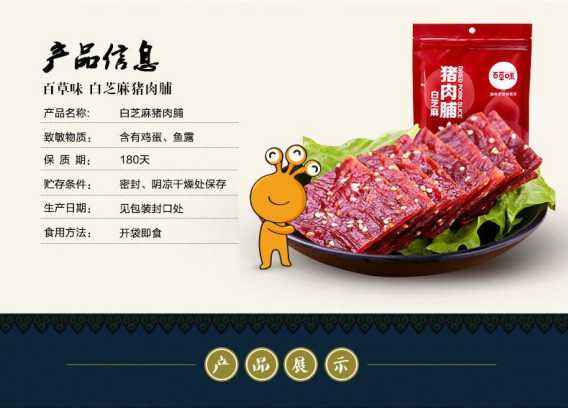 产品信息
百草味 白芝麻猪肉脯
产品名称: 白芝麻猪肉脯
致敏物质: 含有鸡蛋、鱼露
保 质 期: 180天
贮存条件: 密封、阴凉干燥处保存
生产日期: 见包装封口处
食用方法: 开袋即食
百草味
猪肉脯
DRIED PORK SLICE
白芝麻
产品展示